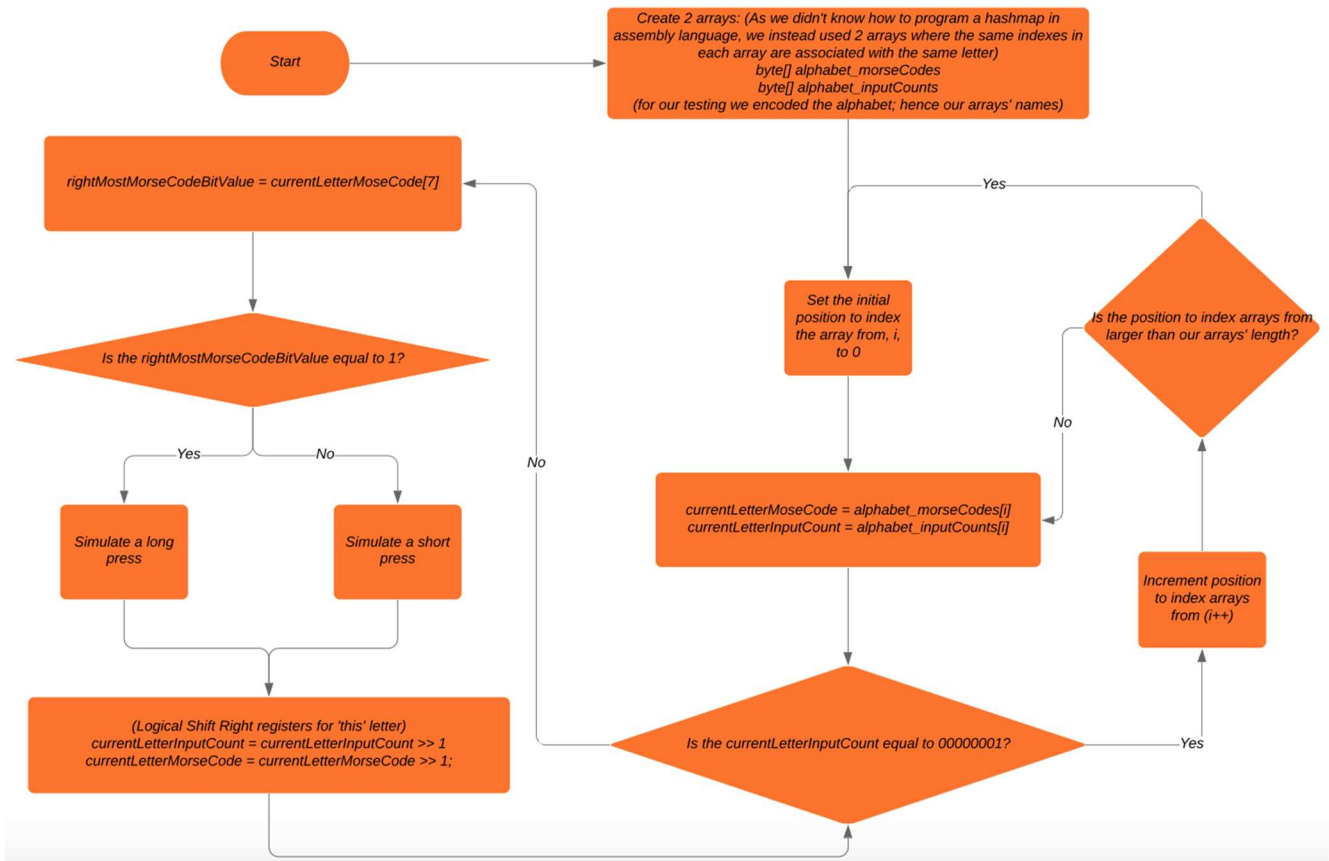 Start
Create 2 arrays: (As we didn't know how to program a hashmap in
assembly language, we instead used 2 arrays where the same indexes in
each array are associated with the same letter)
byte[] alphabet_morseCodes
byte[] alphabet_inputCounts
(for our testing we encoded the alphabet; hence our arrays' names)
rightMostMorseCodeBitValue = currentLetterMoseCode[7]
Yes
Set the initial
position to index
the array from, i,
to 0
Is the position to index arrays from
larger than our arrays' length?
Is the rightMostMorseCodeBitValue equal to 1?
No
Yes
No
No
currentLetterMoseCode = alphabet_morseCodes[i]
currentLetterInputCount = alphabet_inputCounts[i]
Simulate a long
press
Simulate a short
press
Increment position
to index arrays
from (i++)
(Logical Shift Right registers for 'this' letter)
currentLetterInputCount = currentLetterInputCount >> 1
currentLetterMorseCode = currentLetterMorseCode >> 1;
Is the currentLetterInputCount equal to 00000001?
Yes